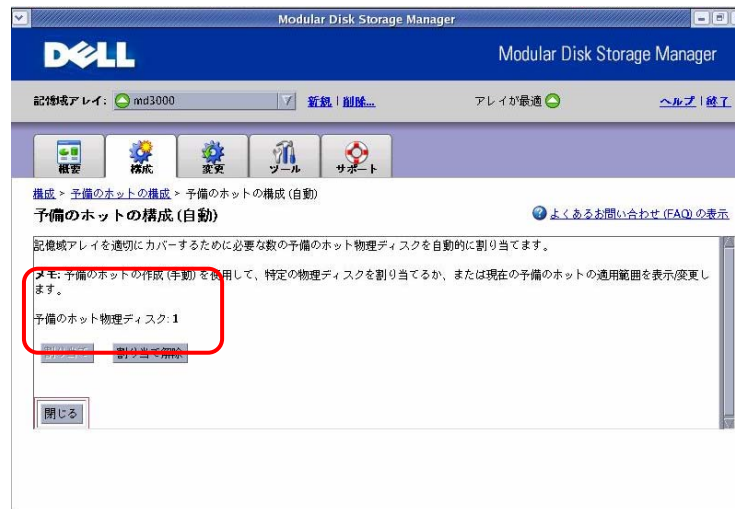 Modular Disk Storage Manager
DELL
Modular Disk Storage Manager
記憶域アレイ: md3000 新規 | 削除... アレイが最適 ヘルプ | 終了
概要 構成 変更 ツール サポート
構成 > 予備のホットの構成 > 予備のホットの構成 (自動)
予備のホットの構成 (自動) よくあるお問い合わせ (FAQ) の表示
記憶域アレイを適切にカバーするために必要な数の予備のホット物理ディスクを自動的に割り当てます。
メモ: 予備のホットの作成 (手動) を使用して、特定の物理ディスクを割り当てるか、または現在の予備のホットの適用範囲を表示/変更し
ます。
予備のホット物理ディスク: 1
割り当て 割り当て解除
閉じる